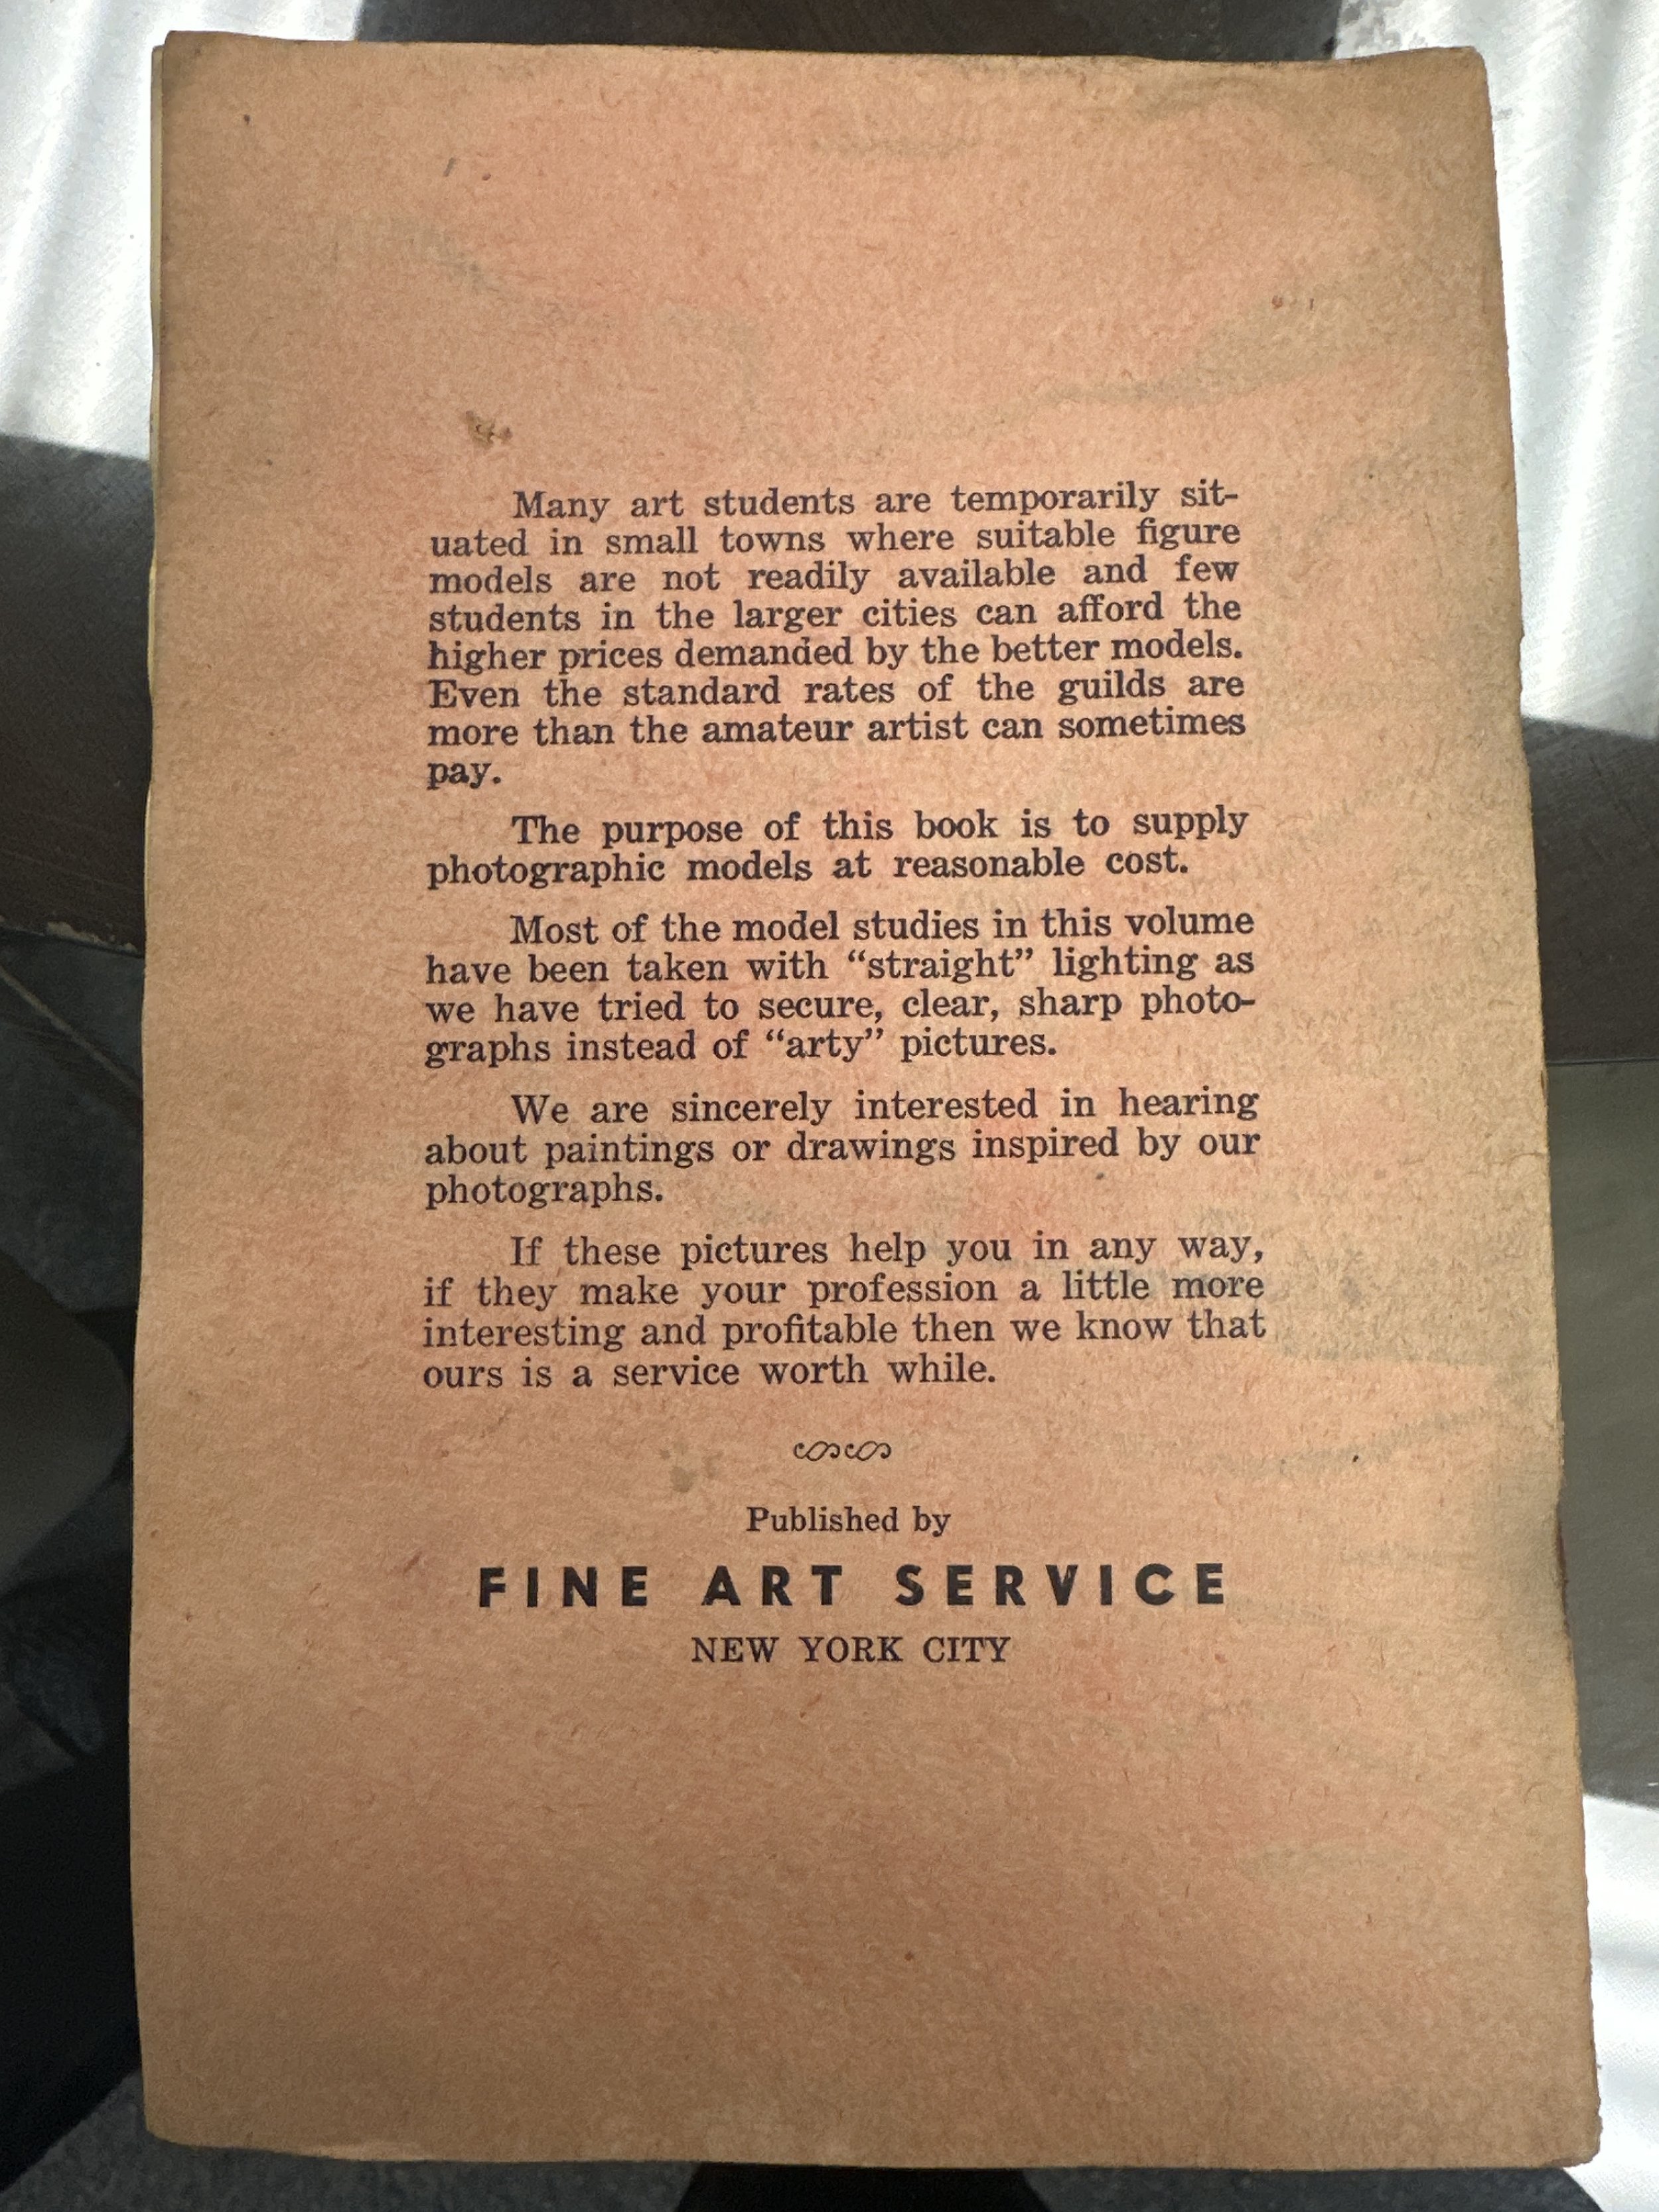 Many art students are temporarily sit-
uated in small towns where suitable figure
models are not readily available and few
students in the larger cities can afford the
higher prices demanded by the better models.
Even the standard rates of the guilds are
more than the amateur artist can sometimes
pay.
The purpose of this book is to supply
photographic models at reasonable cost.
Most of the model studies in this volume
have been taken with “straight” lighting as
we have tried to secure, clear, sharp photo-
graphs instead of “arty” pictures.
We are sincerely interested in hearing
about paintings or drawings inspired by our
photographs.
If these pictures help you in any way,
if they make your profession a little more
interesting and profitable then we know that
ours is a service worth while.
Published by
FINE ART SERVICE
NEW YORK CITY